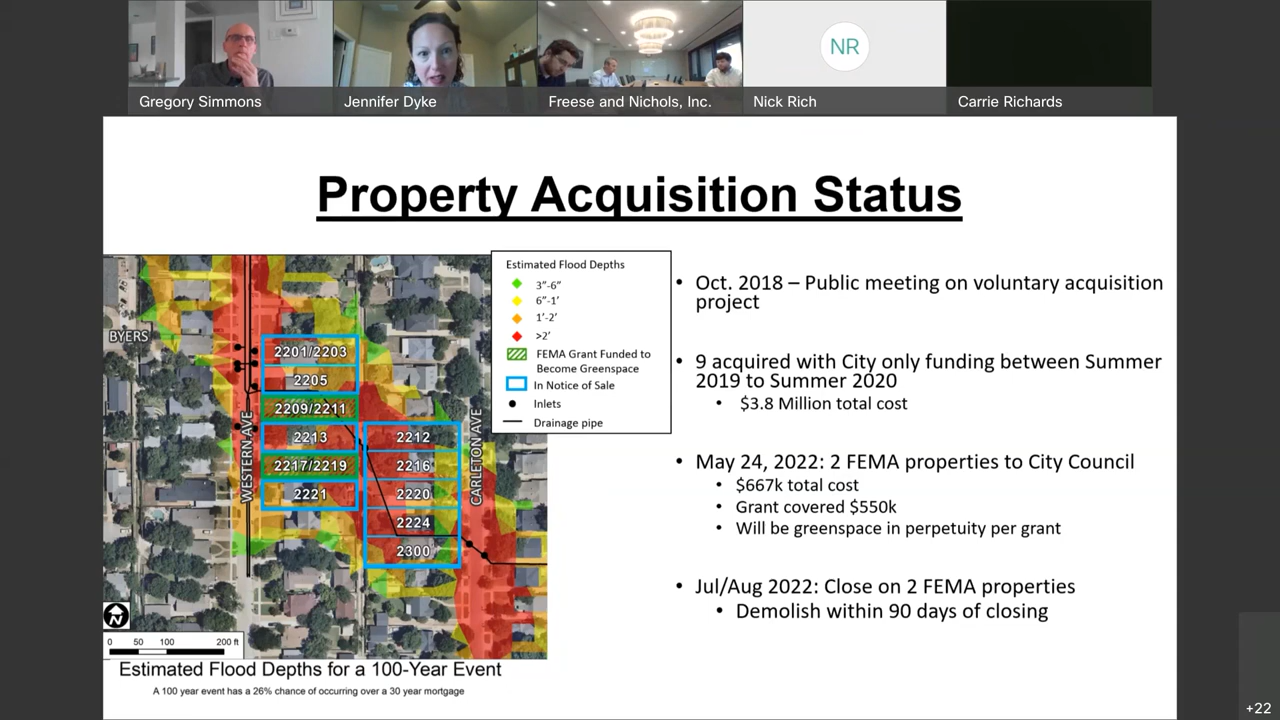 NR
Gregory Simmons
Jennifer Dyke
Freese and Nichols, Inc.
Nick Rich
Carrie Richards
Property Acquisition Status
BYERS
WESTERN AVE
CARLETON AVE
2201/2203
2205
2209/2211
2213
2217/2219
2221
2212
2216
2220
2224
2300
N
0 50 100 200 ft
Estimated Flood Depths
3"-6"
6"-1'
1'-2'
>2'
FEMA Grant Funded to
Become Greenspace
In Notice of Sale
Inlets
Drainage pipe
Estimated Flood Depths for a 100-Year Event
A 100 year event has a 26% chance of occurring over a 30 year mortgage
• Oct. 2018 – Public meeting on voluntary acquisition
project
• 9 acquired with City only funding between Summer
2019 to Summer 2020
• $3.8 Million total cost
• May 24, 2022: 2 FEMA properties to City Council
• $667k total cost
• Grant covered $550k
• Will be greenspace in perpetuity per grant
• Jul/Aug 2022: Close on 2 FEMA properties
• Demolish within 90 days of closing
+22